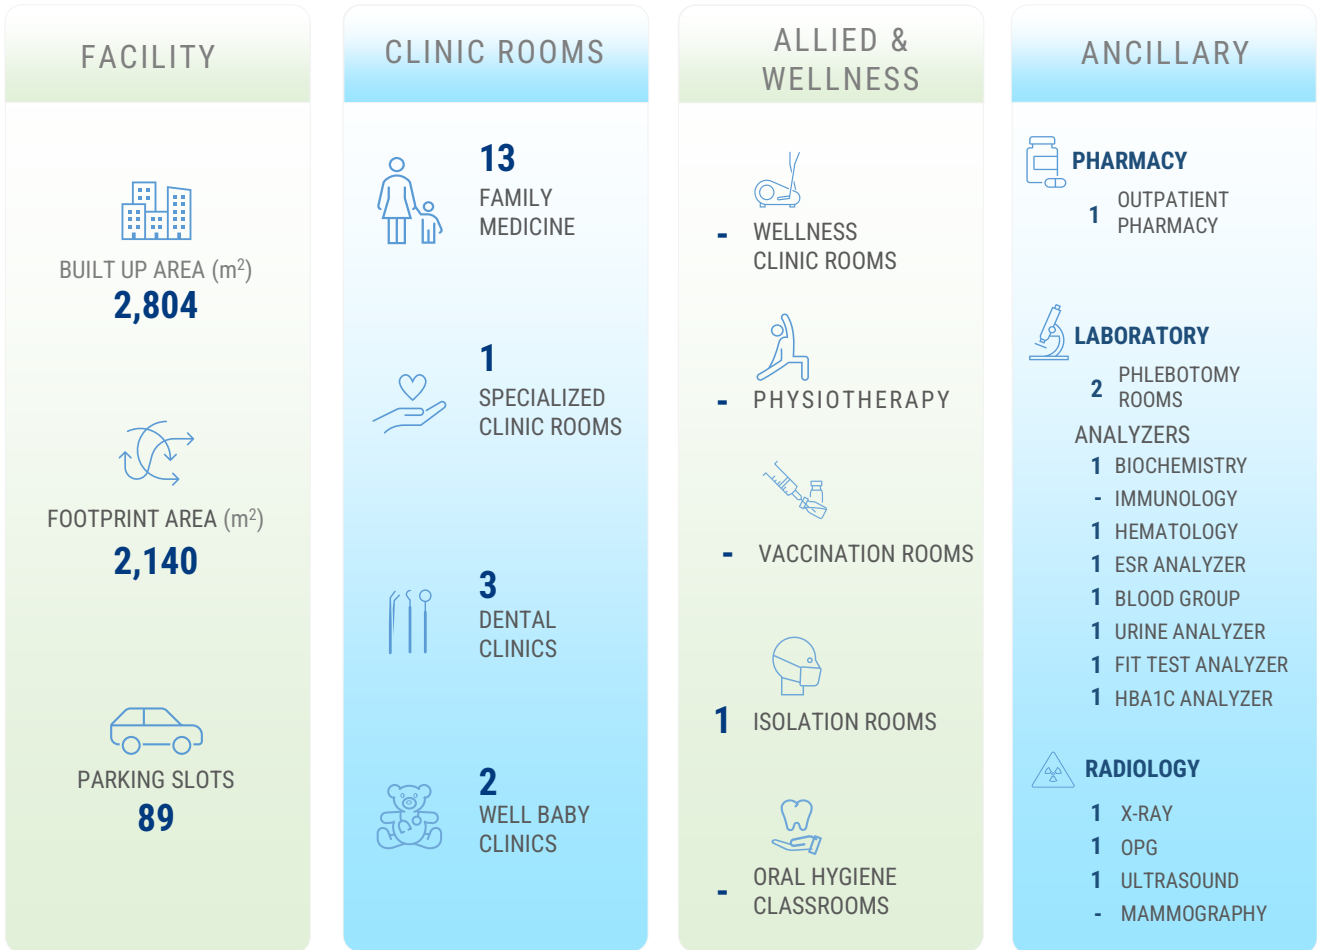 FACILITY
BUILT UP AREA (m²)
2,804
FOOTPRINT AREA (m²)
2,140
PARKING SLOTS
89
CLINIC ROOMS
13
FAMILY
MEDICINE
1
SPECIALIZED
CLINIC ROOMS
3
DENTAL
CLINICS
2
WELL BABY
CLINICS
ALLIED &
WELLNESS
- WELLNESS
CLINIC ROOMS
- PHYSIOTHERAPY
- VACCINATION ROOMS
1 ISOLATION ROOMS
- ORAL HYGIENE
CLASSROOMS
ANCILLARY
PHARMACY
1 OUTPATIENT
PHARMACY
LABORATORY
2 PHLEBOTOMY
ROOMS
ANALYZERS
1 BIOCHEMISTRY
- IMMUNOLOGY
1 HEMATOLOGY
1 ESR ANALYZER
1 BLOOD GROUP
1 URINE ANALYZER
1 FIT TEST ANALYZER
1 HBA1C ANALYZER
RADIOLOGY
1 X-RAY
1 OPG
1 ULTRASOUND
- MAMMOGRAPHY